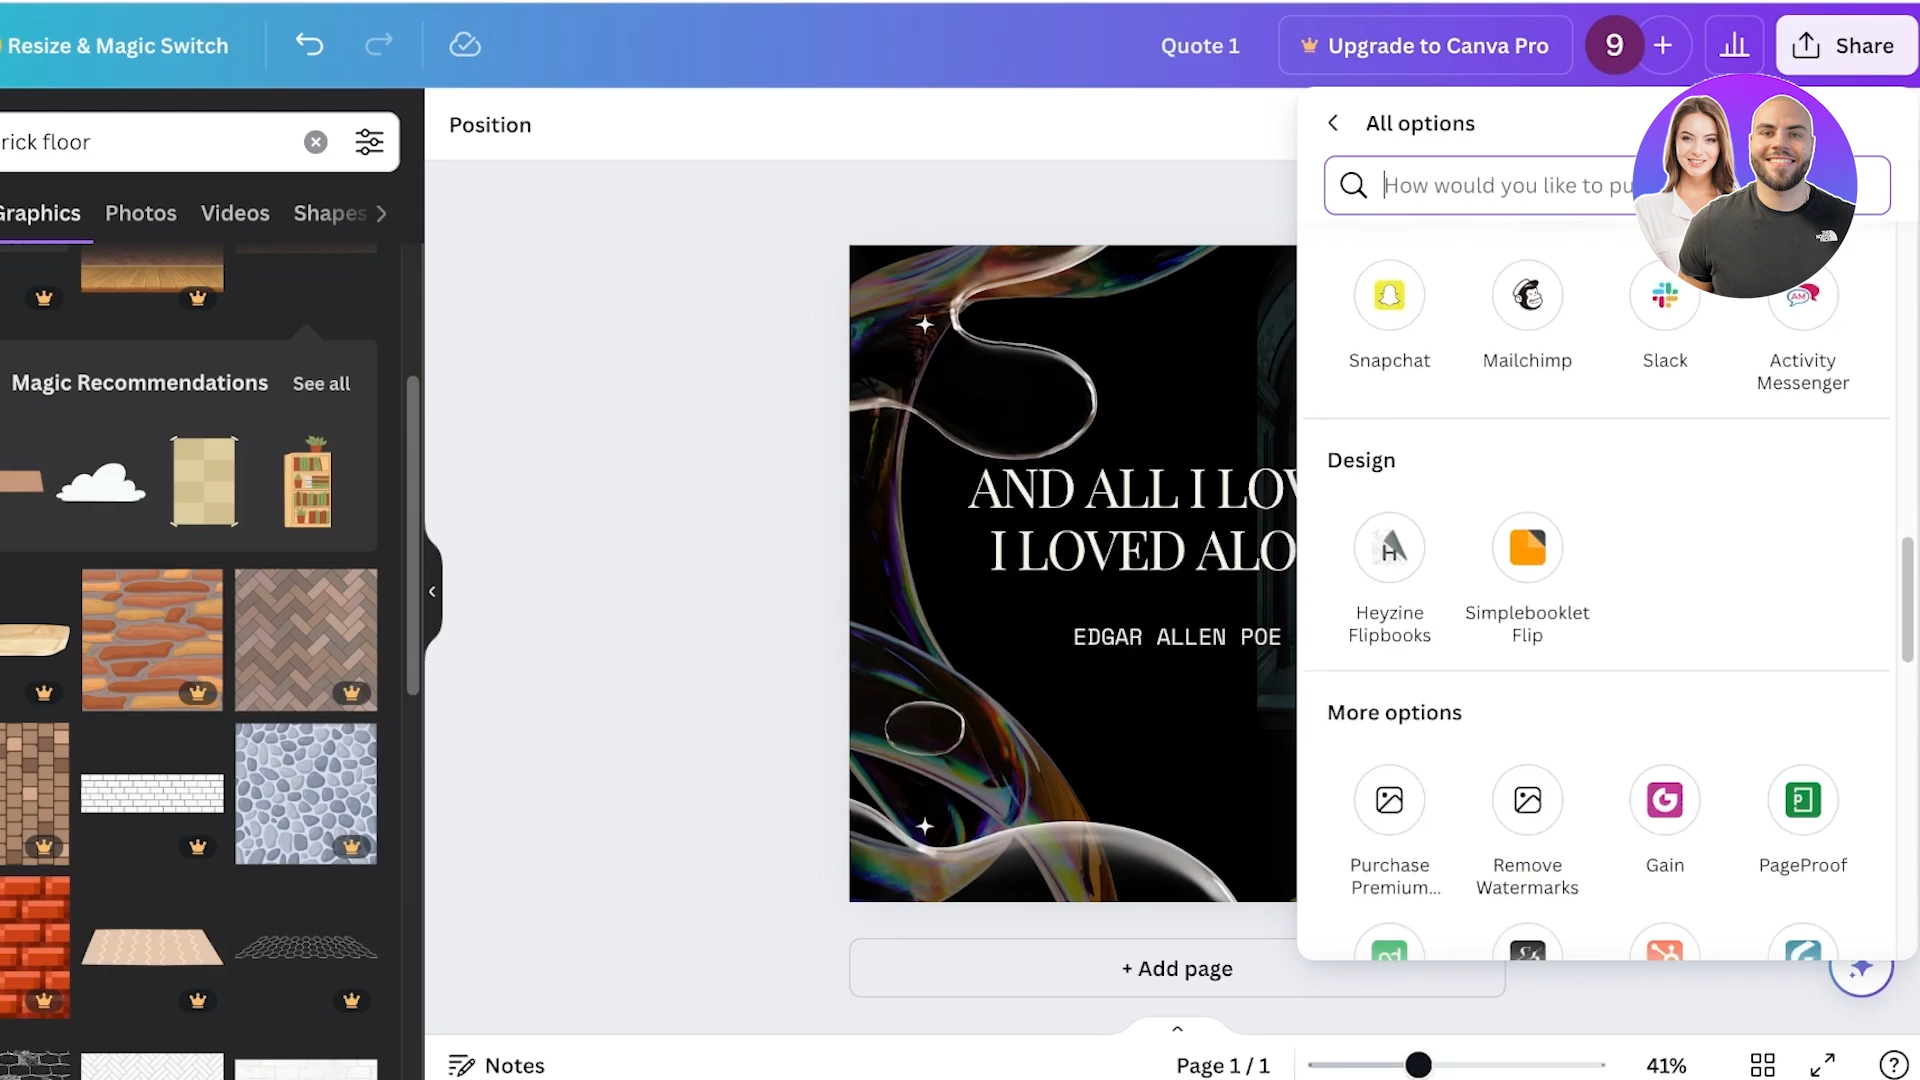 Resize & Magic Switch
Quote 1
Upgrade to Canva Pro
9
Share
rick floor
Graphics
Photos
Videos
Shapes
Position
All options
How would you like to pu
Magic Recommendations
See all
Snapchat
Mailchimp
Slack
AM
Activity
Messenger
Design
H
Heyzine
Flipbooks
Simplebooklet
Flip
More options
Purchase
Premium...
Remove
Watermarks
Gain
P
PageProof
AND ALL I LOV
I LOVED ALO
EDGAR ALLEN POE
+ Add page
Notes
Page 1 / 1
41%